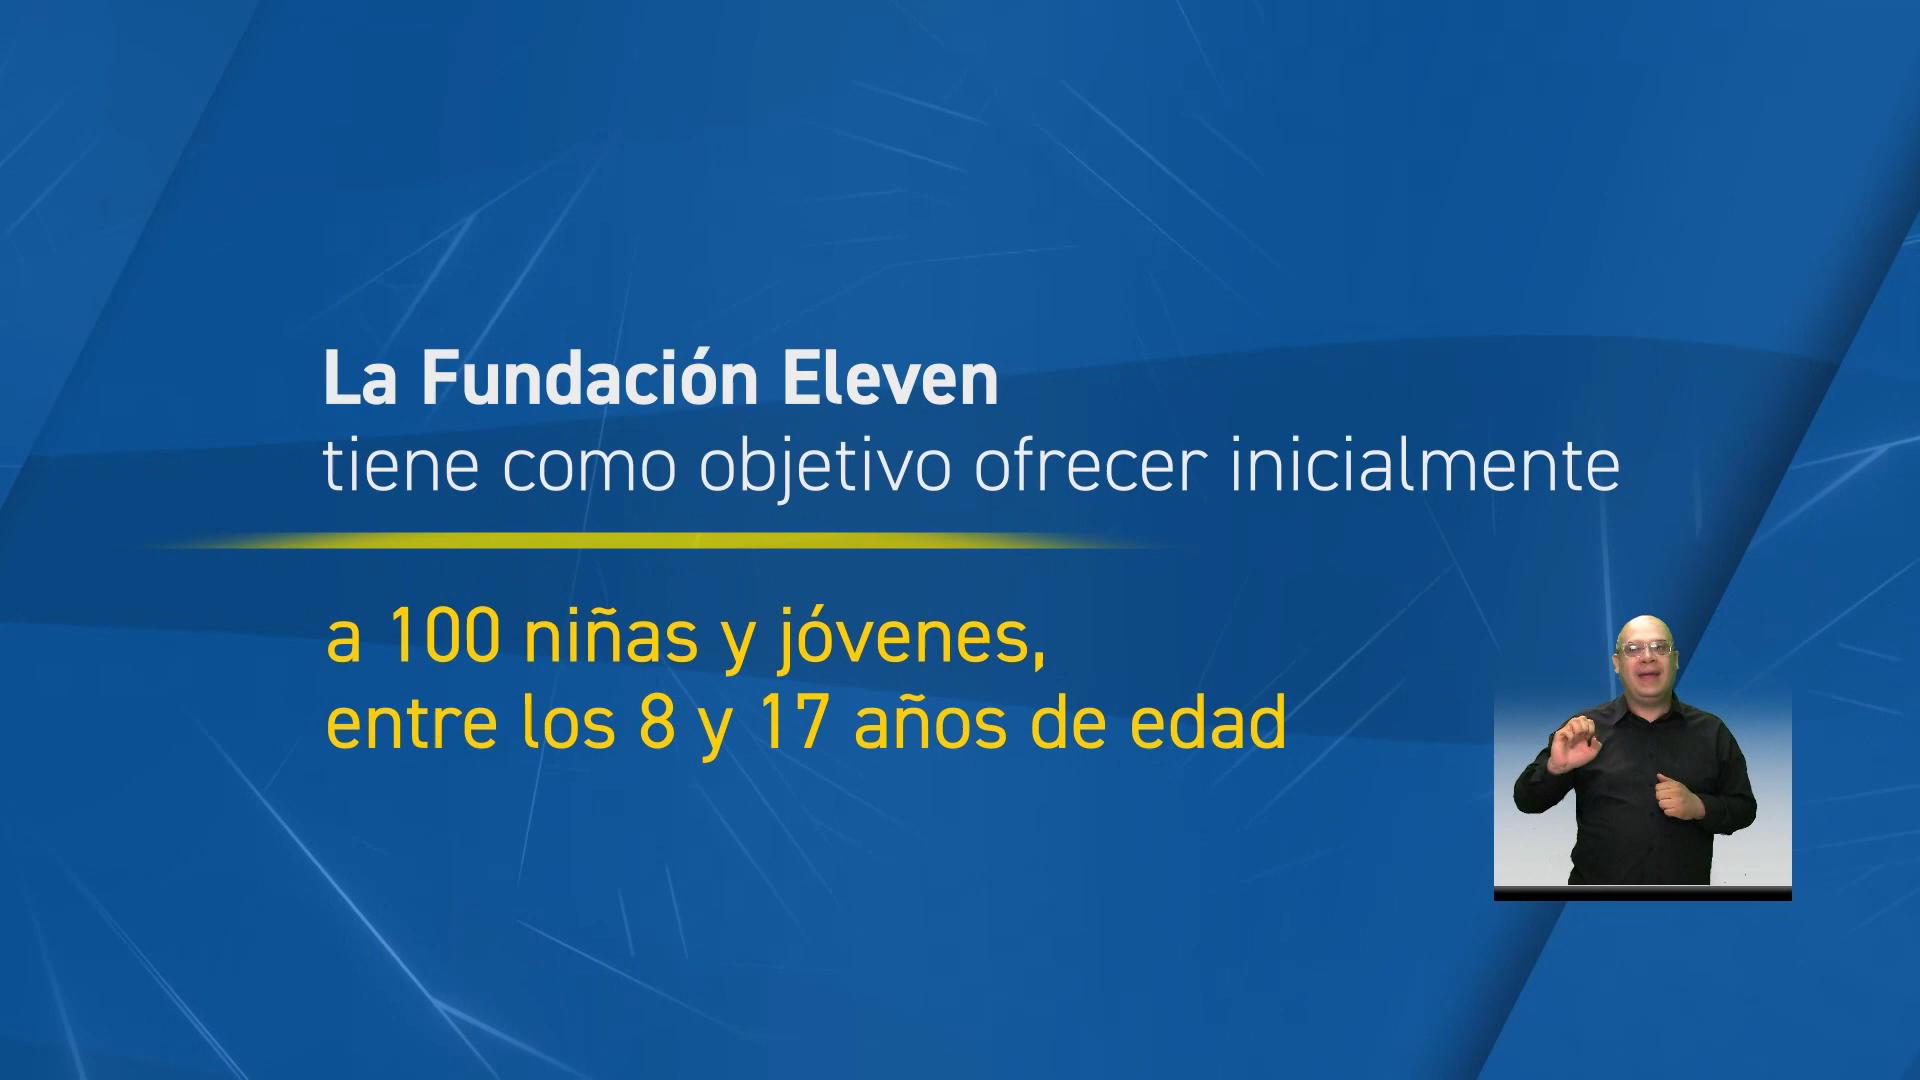 La Fundación Eleven
tiene como objetivo ofrecer inicialmente
a 100 niñas y jóvenes,
entre los 8 y 17 años de edad